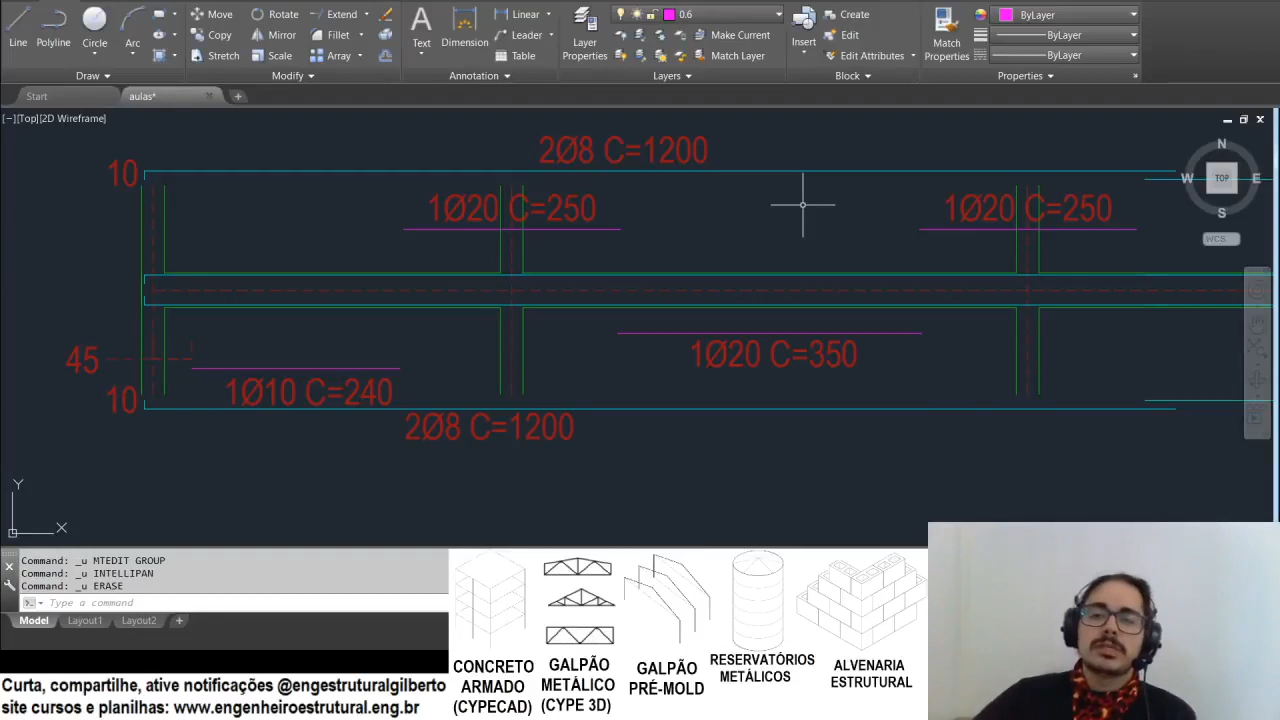 Line
Polyline
Circle
Arc
Draw
Move
Copy
Stretch
Rotate
Mirror
Scale
Extend
Fillet
Array
Modify
Text
Dimension
Linear
Leader
Table
Annotation
Layer
Properties
0.6
Make Current
Match Layer
Layers
Insert
Create
Edit
Edit Attributes
Block
Match
Properties
ByLayer
ByLayer
ByLayer
Properties
Start
aulas*
[−][Top][2D Wireframe]
2Ø8 C=1200
10
1Ø20 C=250
1Ø20 C=250
N
W
TOP
E
S
WCS
45
1Ø20 C=350
1Ø10 C=240
10
2Ø8 C=1200
Y
X
Command: _u MTEDIT GROUP
Command: _u INTELLIPAN
Command: _u ERASE
Type a command
Model
Layout1
Layout2
CONCRETO
ARMADO
(CYPECAD)
GALPÃO
METÁLICO
(CYPE 3D)
GALPÃO
PRÉ-MOLD
RESERVATÓRIOS
METÁLICOS
ALVENARIA
ESTRUTURAL
Curta, compartilhe, ative notificações @engestruturalgilberto
site cursos e planilhas: www.engenheiroestrutural.eng.br